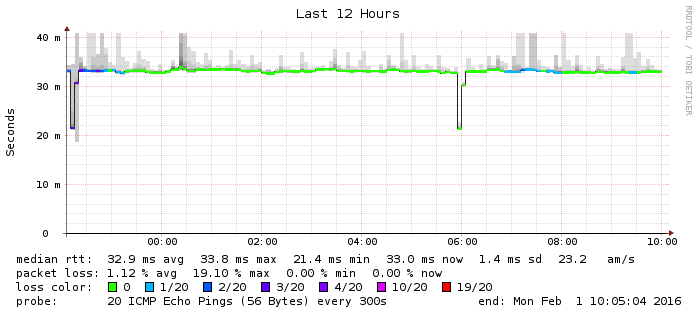 Last 12 Hours
RRDTOOL / TOBI OETIKER
Seconds
40 m
30 m
20 m
10 m
0
00:00 02:00 04:00 06:00 08:00 10:00
median rtt: 32.9 ms avg 33.8 ms max 21.4 ms min 33.0 ms now 1.4 ms sd 23.2 am/s
packet loss: 1.12 % avg 19.10 % max 0.00 % min 0.00 % now
loss color: 0 1/20 2/20 3/20 4/20 10/20 19/20
probe: 20 ICMP Echo Pings (56 Bytes) every 300s end: Mon Feb 1 10:05:04 2016